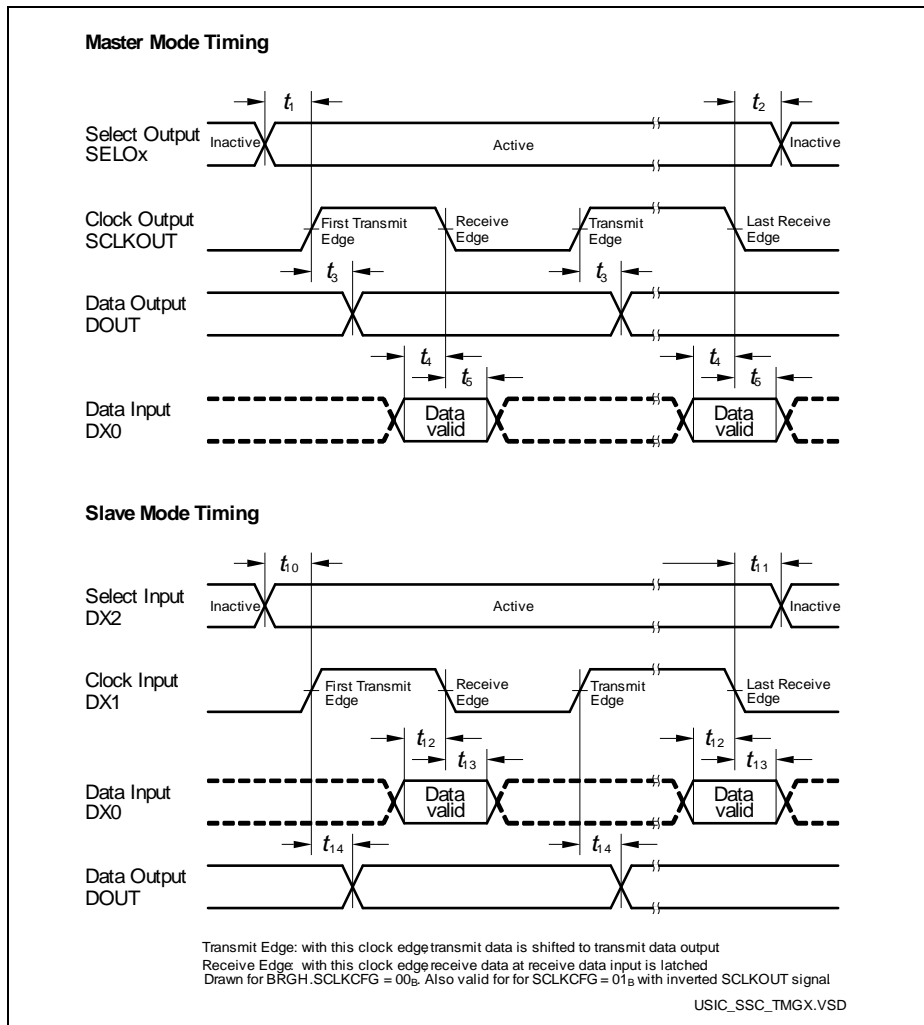 Master Mode Timing
t1
t2
Select Output
SELOx
Inactive
Active
Inactive
Clock Output
SCLKOUT
First Transmit
Edge
Receive
Edge
Transmit
Edge
Last Receive
Edge
t3
t3
Data Output
DOUT
t4
t5
t4
t5
Data Input
DX0
Data
valid
Data
valid
Slave Mode Timing
t10
t11
Select Input
DX2
Inactive
Active
Inactive
Clock Input
DX1
First Transmit
Edge
Receive
Edge
Transmit
Edge
Last Receive
Edge
t12
t13
t12
t13
Data Input
DX0
Data
valid
Data
valid
t14
t14
Data Output
DOUT
Transmit Edge: with this clock edge, transmit data is shifted to transmit data output
Receive Edge: with this clock edge, receive data at receive data input is latched
Drawn for BRGH.SCLKCFG = 00B. Also valid for for SCLKCFG = 01B with inverted SCLKOUT signal.
USIC_SSC_TMGX.VSD